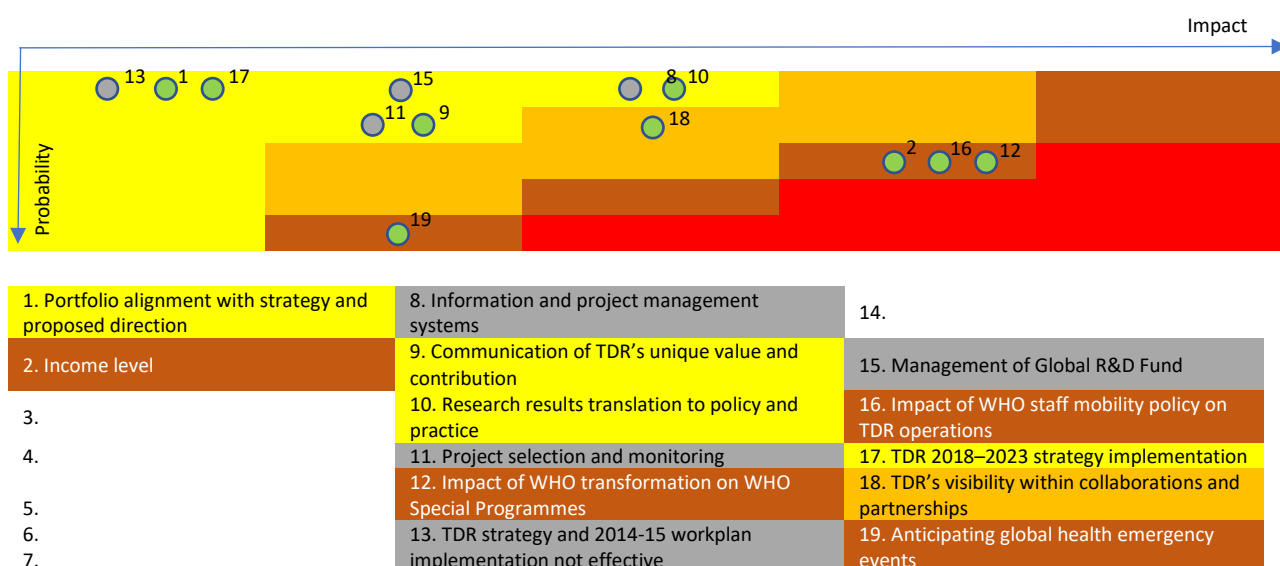 Impact
13 1 17 15 8 10
11 9 18
2 16 12
19
Probability
1. Portfolio alignment with strategy and
proposed direction
2. Income level
3.
4.
5.
6.
7.
8. Information and project management
systems
9. Communication of TDR's unique value and
contribution
10. Research results translation to policy and
practice
11. Project selection and monitoring
12. Impact of WHO transformation on WHO
Special Programmes
13. TDR strategy and 2014-15 workplan
implementation not effective
14.
15. Management of Global R&D Fund
16. Impact of WHO staff mobility policy on
TDR operations
17. TDR 2018–2023 strategy implementation
18. TDR's visibility within collaborations and
partnerships
19. Anticipating global health emergency
events